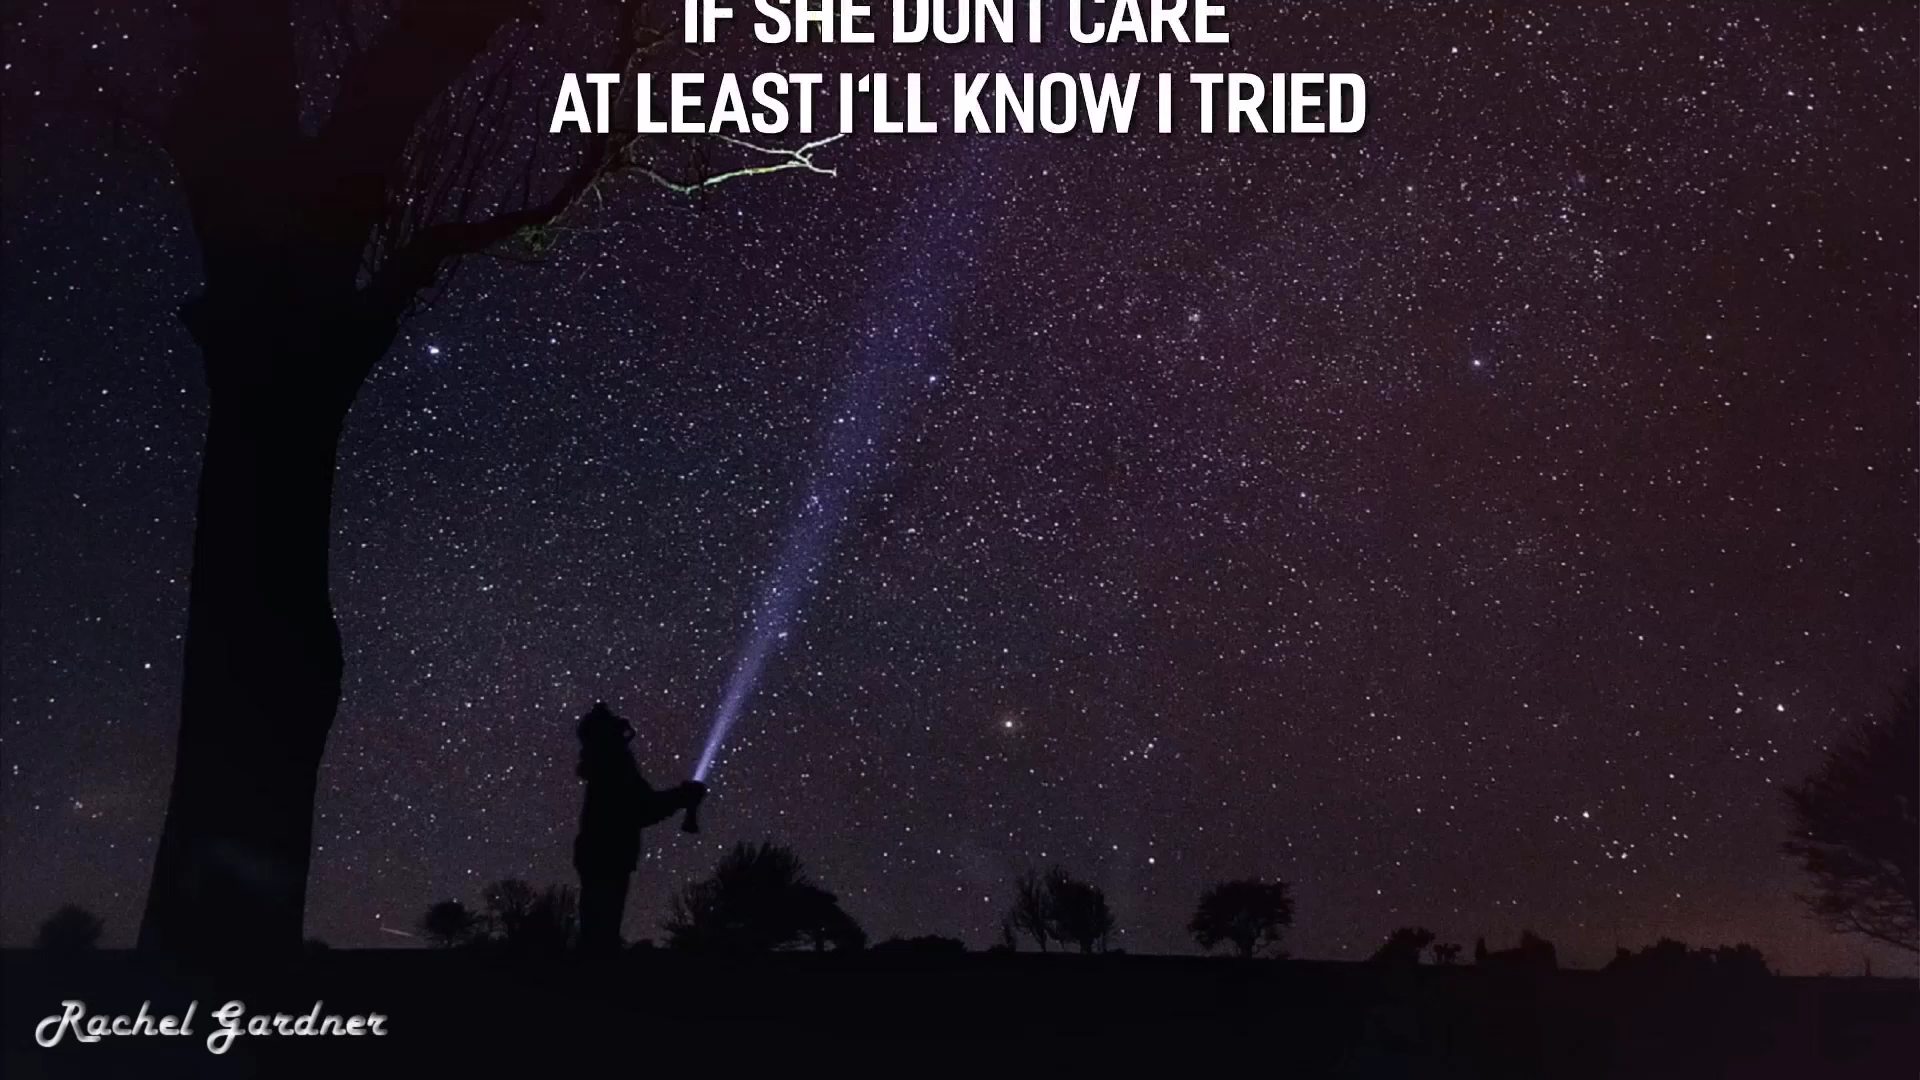 IF SHE DONT CARE
AT LEAST I‘LL KNOW I TRIED
Rachel Gardner